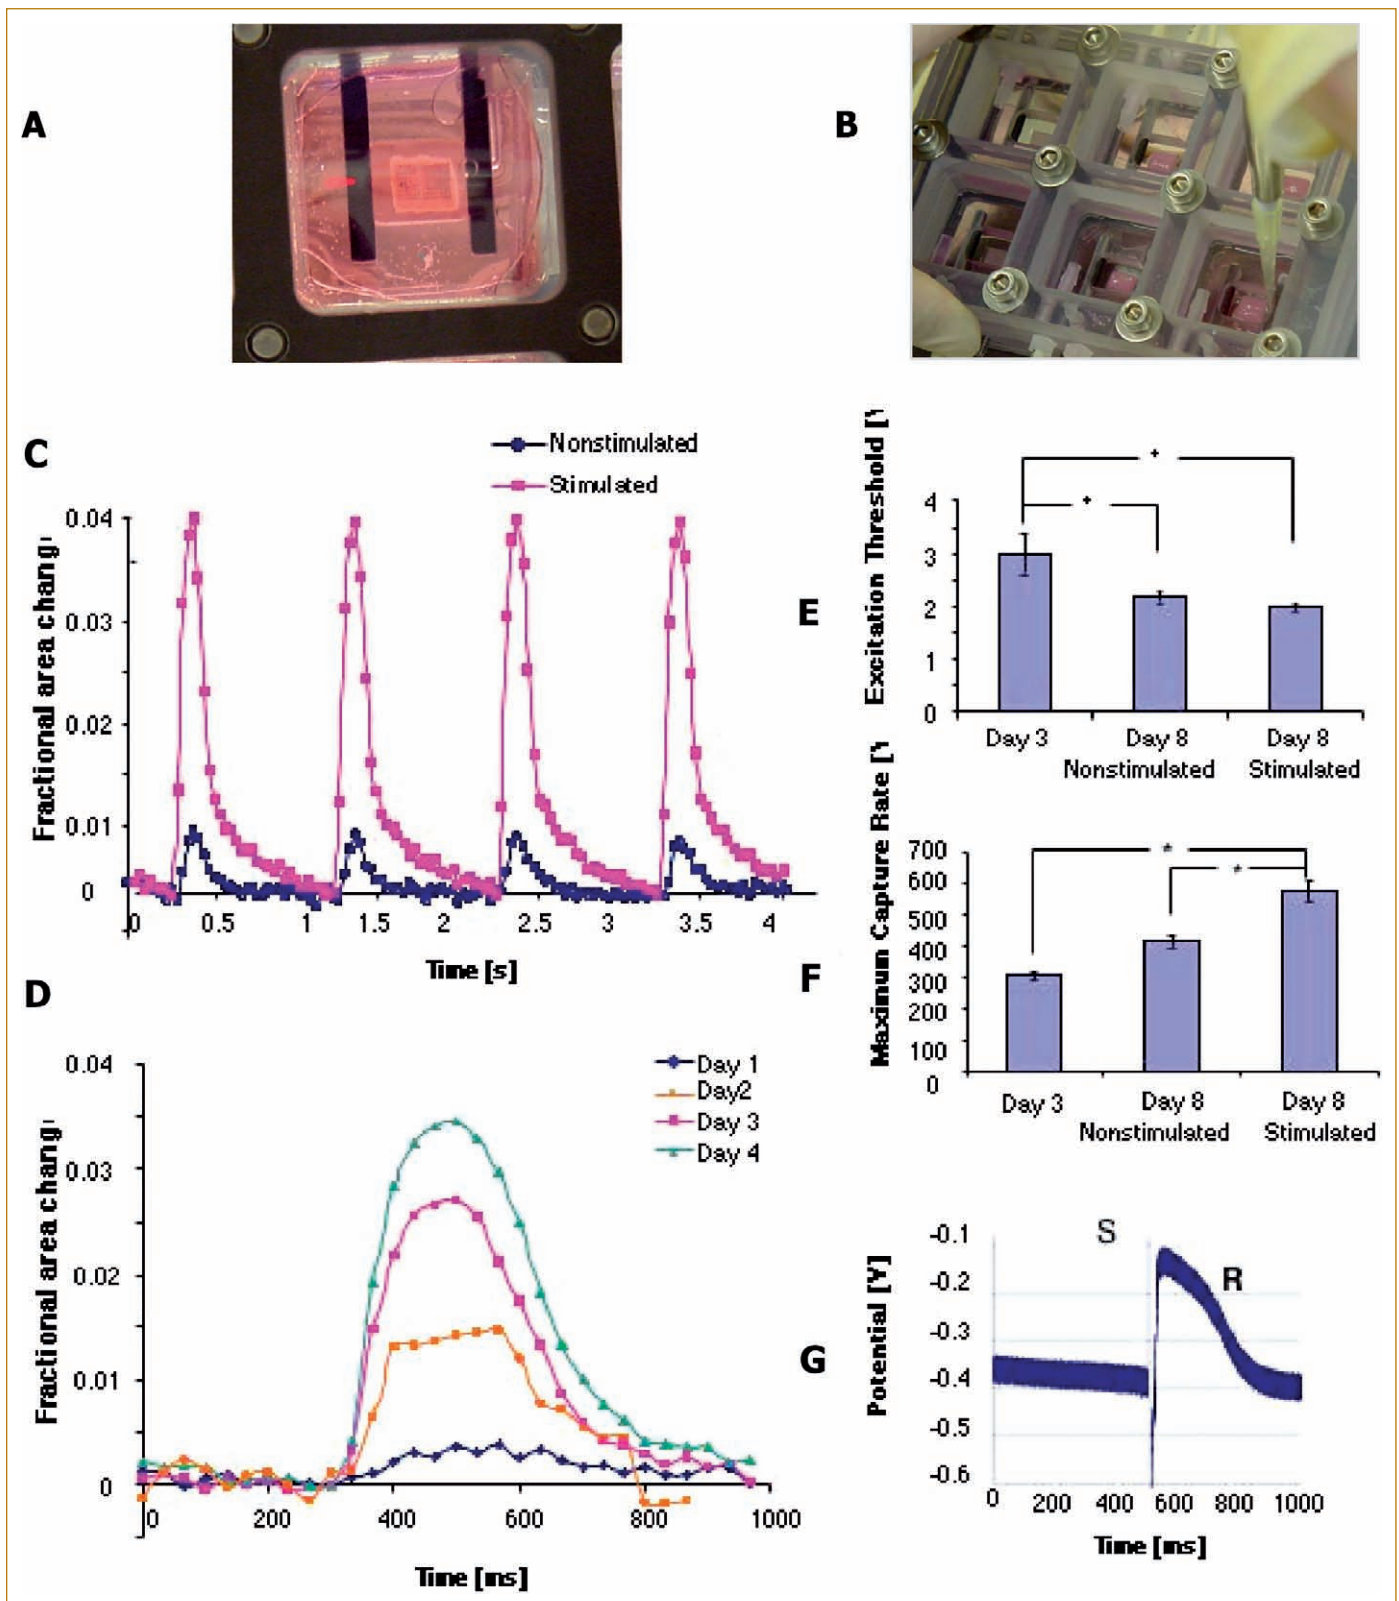 A
B
C
Nonstimulated
Stimulated
Fractional area chang
0.04
0.03
0.02
0.01
0
0 0.5 1 1.5 2 2.5 3 3.5 4
Time [s]
D
Day 1
Day2
Day 3
Day 4
Fractional area chang
0.04
0.03
0.02
0.01
0
0 200 400 600 800 1000
Time [ms]
E
Excitation Threshold [
4
3
2
1
0
*
*
Day 3 Day 8 Day 8
Nonstimulated Stimulated
F
Maximum Capture Rate [
700
600
500
400
300
200
100
0
*
*
Day 3 Day 8 Day 8
Nonstimulated Stimulated
G
Potential [V]
-0.1
-0.2
-0.3
-0.4
-0.5
-0.6
S
R
0 200 400 600 800 1000
Time [ms]